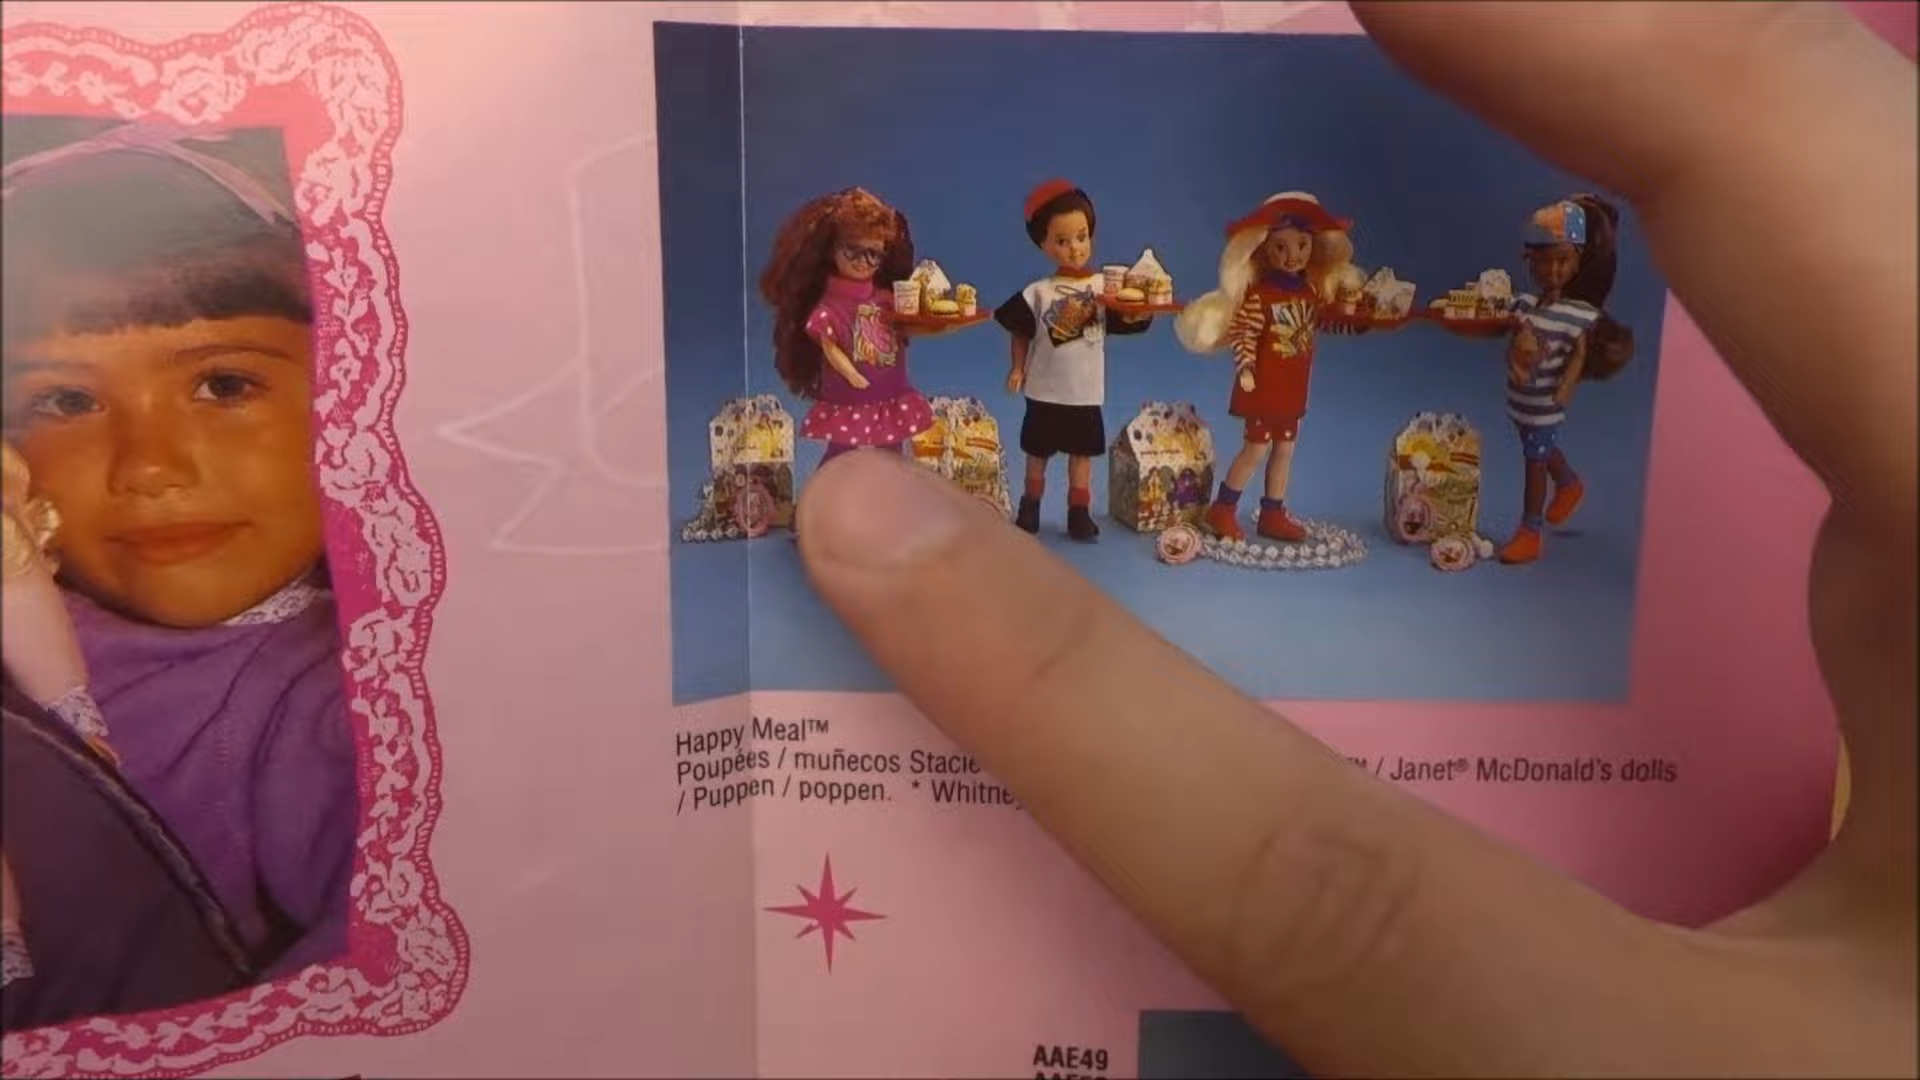 Happy Meal™
Poupées / muñecos Stacie ™ / Janet® McDonald's dolls
/ Puppen / poppen. * Whitney
AAE49